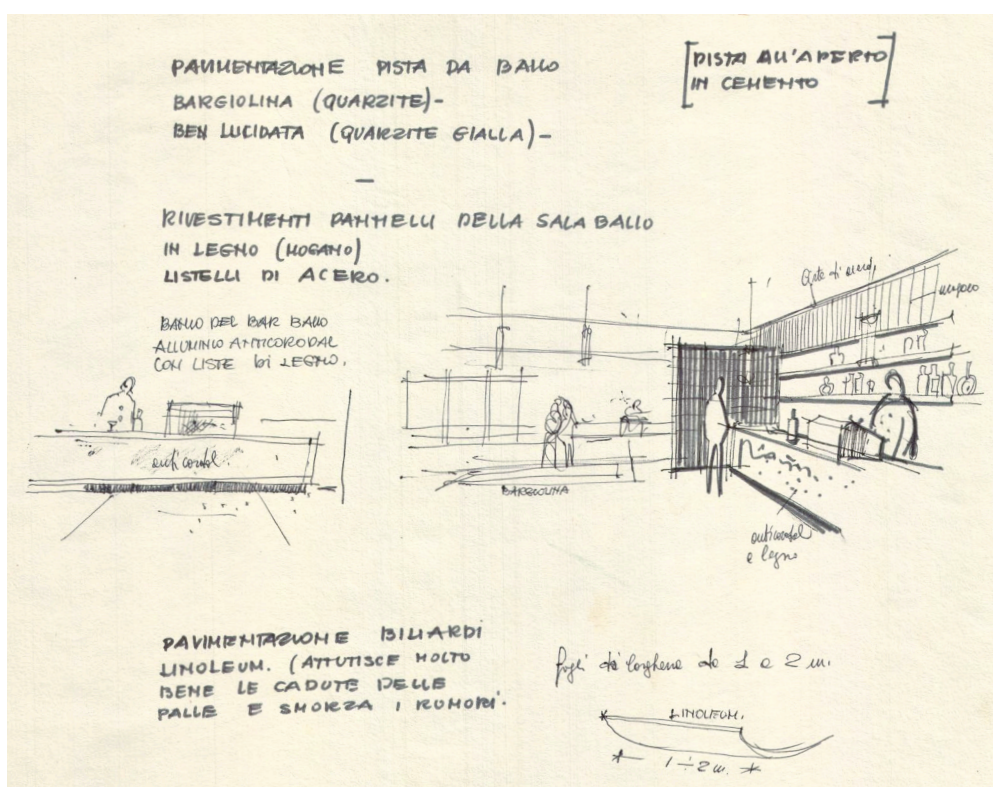 PAVIMENTAZIONE PISTA DA BALLO
BARGIOLINA (QUARZITE)-
BEN LUCIDATA (QUARZITE GIALLA)-
[PISTA ALL'APERTO
IN CEMENTO]
RIVESTIMENTI PANNELLI DELLA SALA BALLO
IN LEGNO (MOGANO)
LISTELLI DI ACERO.
BANCO DEL BAR BALLO
ALLUMINIO ANTICORODAL
CON LISTE DI LEGNO.
anticorodal
BARGIOLINA
anticorodal
e legno
PAVIMENTAZIONE BILIARDI
LINOLEUM. (ATTUTISCE MOLTO
BENE LE CADUTE DELLE
PALLE E SMORZA I RUMORI.
fogli di larghezze da 1 a 2 m.
LINOLEUM.
1÷2 m.